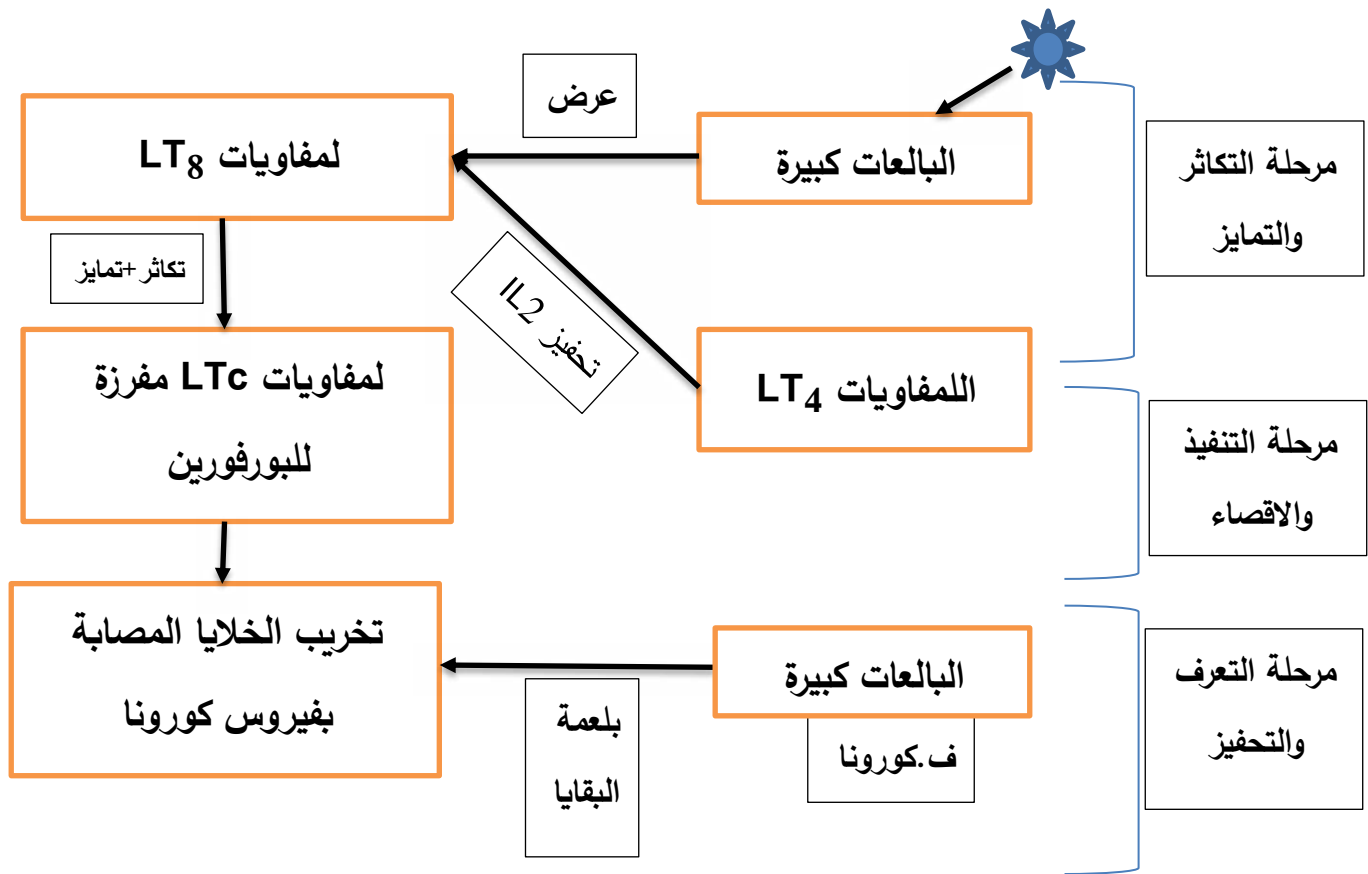 عرض
لمفاويات LT8
البالعات كبيرة
مرحلة التكاثر
والتمايز
تكاثر+تمايز
تحفيز IL2
لمفاويات LTc مفرزة
للبورفورين
اللمفاويات LT4
مرحلة التنفيذ
والاقصاء
تخريب الخلايا المصابة
بفيروس كورونا
بلعمة
البقايا
البالعات كبيرة
ف.كورونا
مرحلة التعرف
والتحفيز